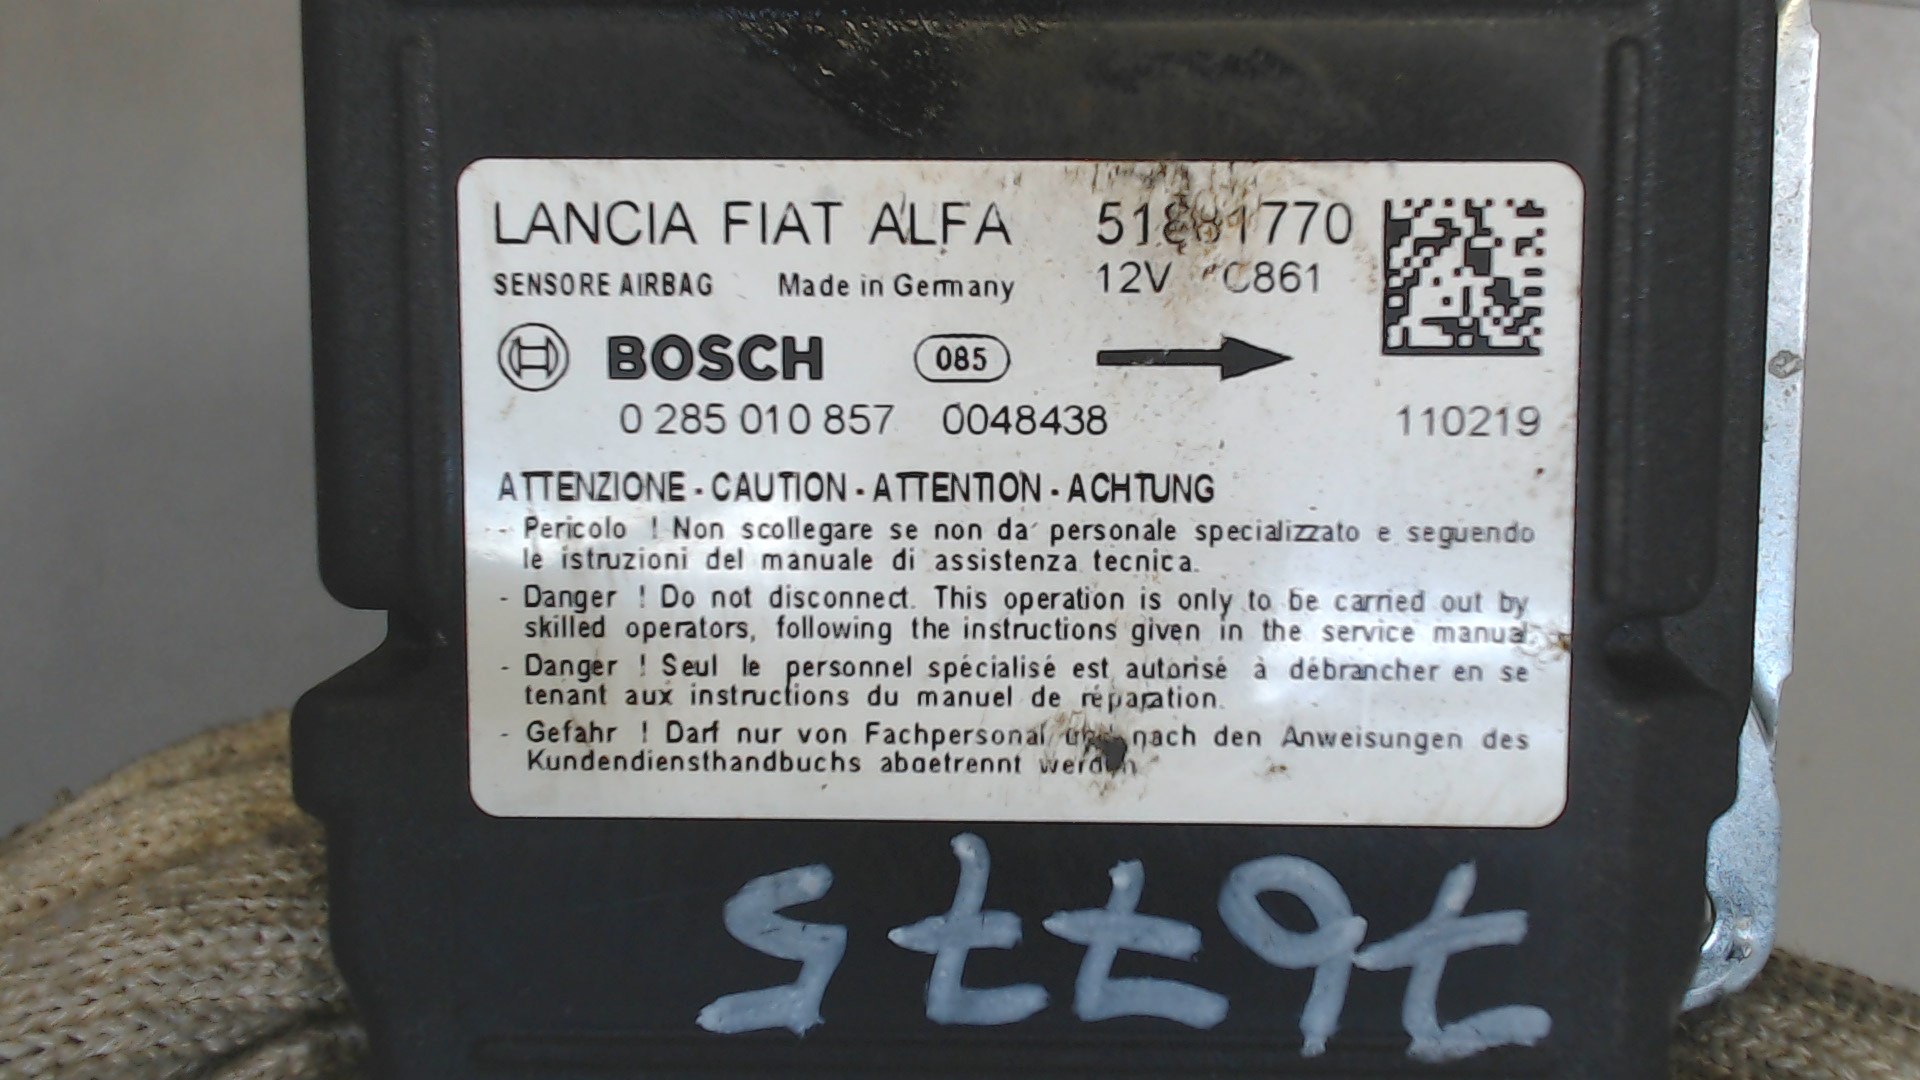 LANCIA FIAT ALFA 51881770
SENSORE AIRBAG Made in Germany 12V C861
BOSCH 085
0 285 010 857 0048438 110219
ATTENZIONE - CAUTION - ATTENTION - ACHTUNG
- Pericolo ! Non scollegare se non da' personale specializzato e seguendo
le istruzioni del manuale di assistenza tecnica.
- Danger ! Do not disconnect. This operation is only to be carried out by
skilled operators, following the instructions given in the service manual.
- Danger ! Seul le personnel spécialisé est autorisé à débrancher en se
tenant aux instructions du manuel de réparation.
- Gefahr ! Darf nur von Fachpersonal nach den Anweisungen des
Kundendiensthandbuchs abgetrennt werden
76775